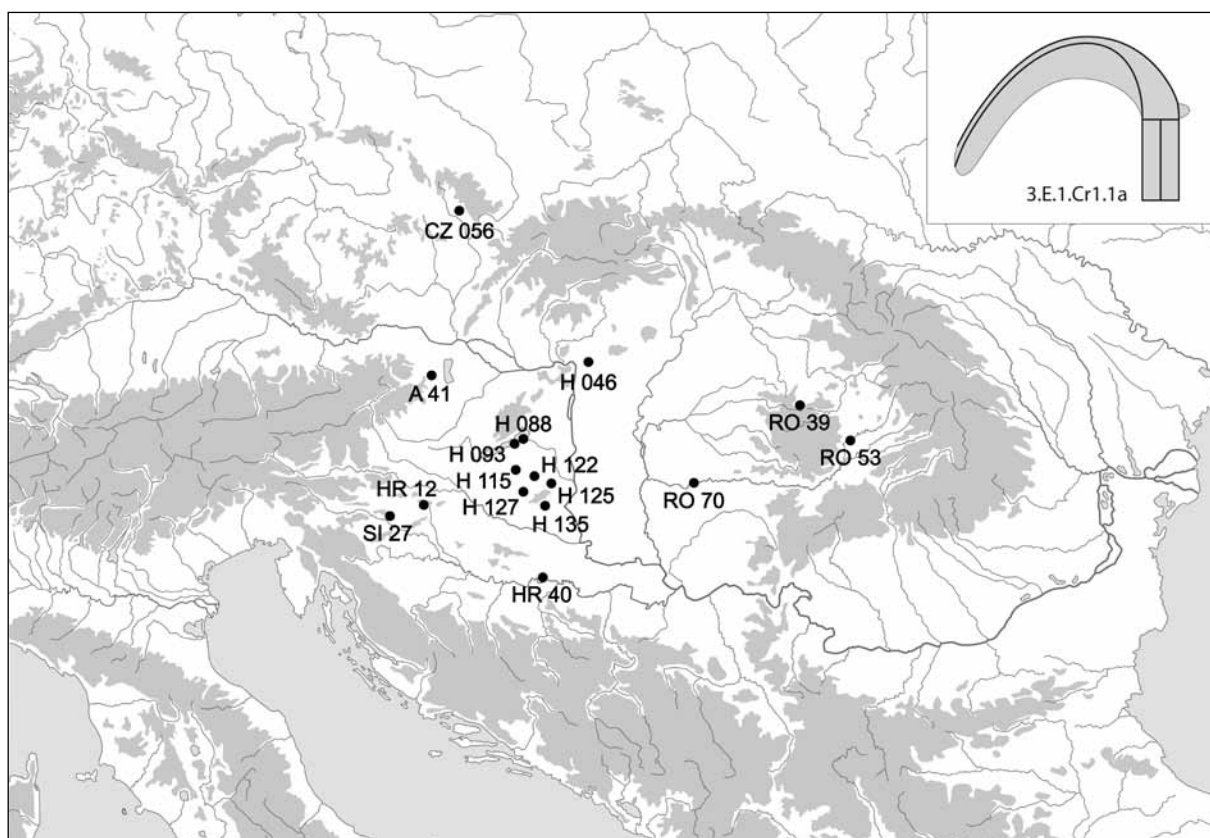 3.E.1.Cr1.1a
CZ 056
H 046
A 41
RO 39
H 088
H 093
RO 53
H 122
H 115
HR 12
H 125
RO 70
H 127
SI 27
H 135
HR 40